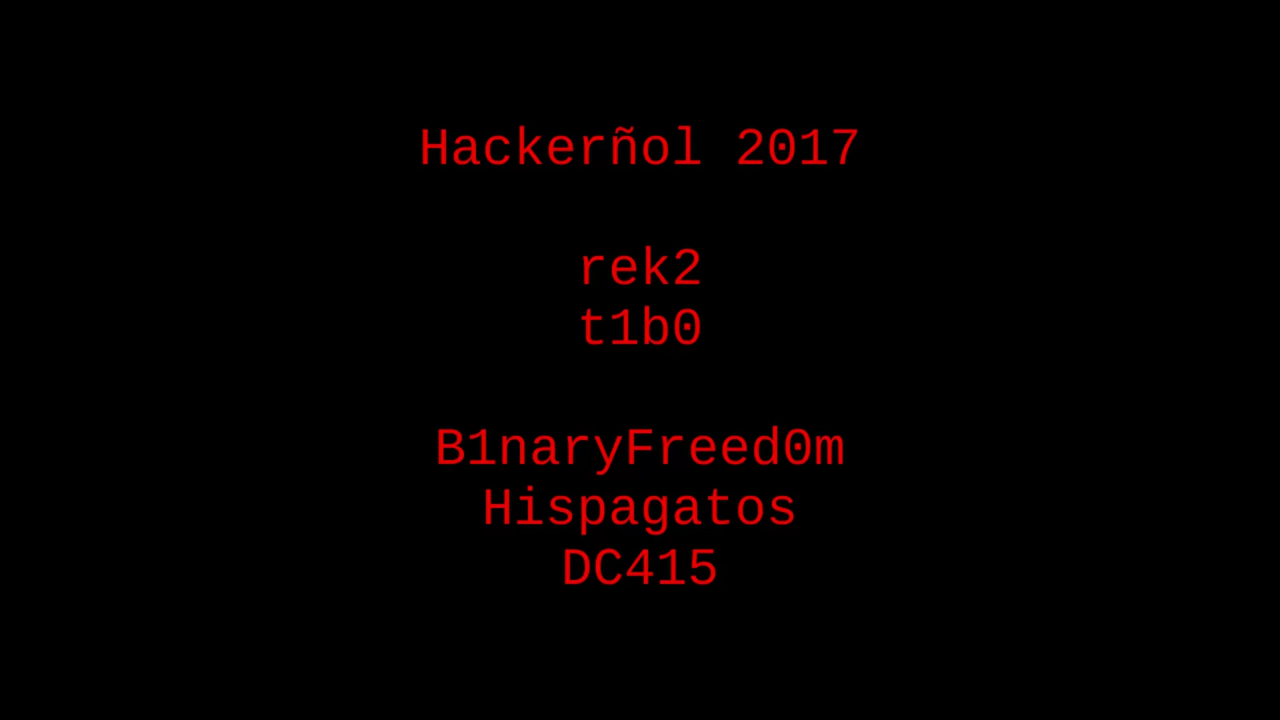 Hackerñol 2017
rek2
t1b0
B1naryFreed0m
Hispagatos
DC415